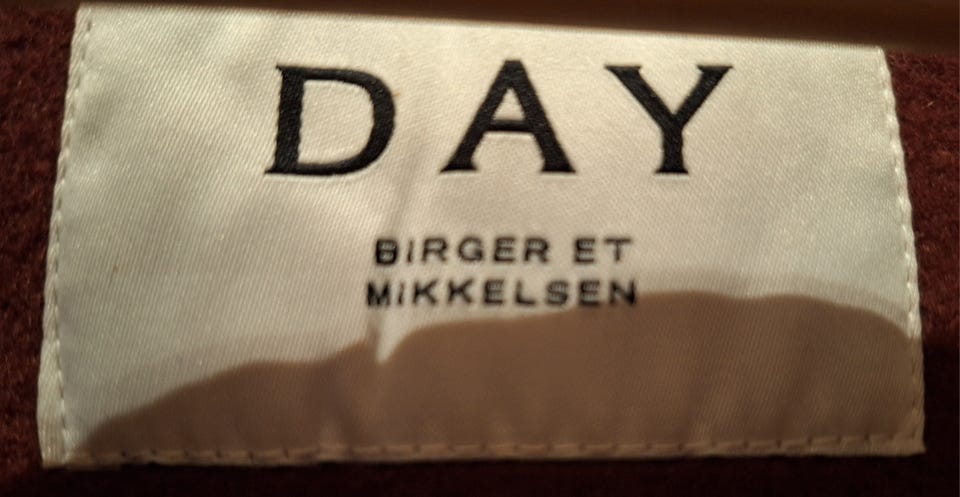 DAY
BIRGER ET
MIKKELSEN